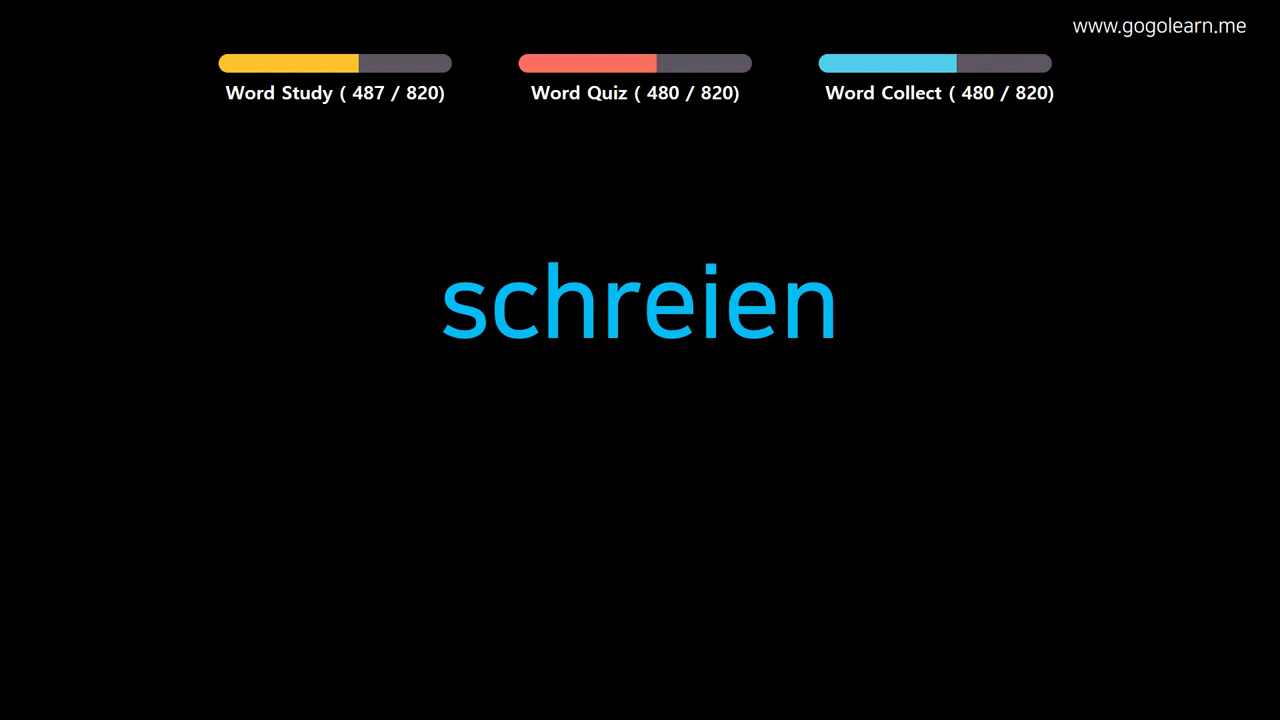 www.gogolearn.me
Word Study ( 487 / 820)
Word Quiz ( 480 / 820)
Word Collect ( 480 / 820)
schreien